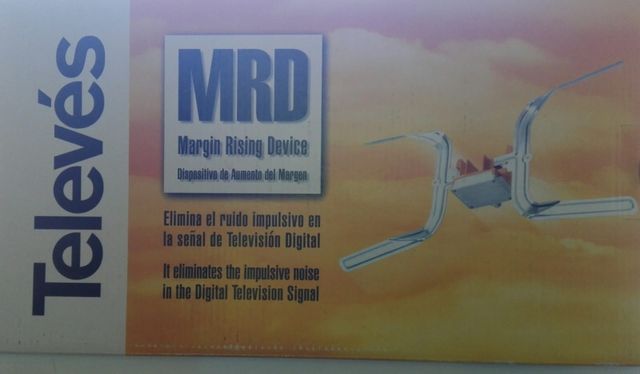 Televés
MRD
Margin Rising Device
Dispositivo de Aumento del Margen
Elimina el ruido impulsivo en
la señal de Televisión Digital
It eliminates the impulsive noise
in the Digital Television Signal